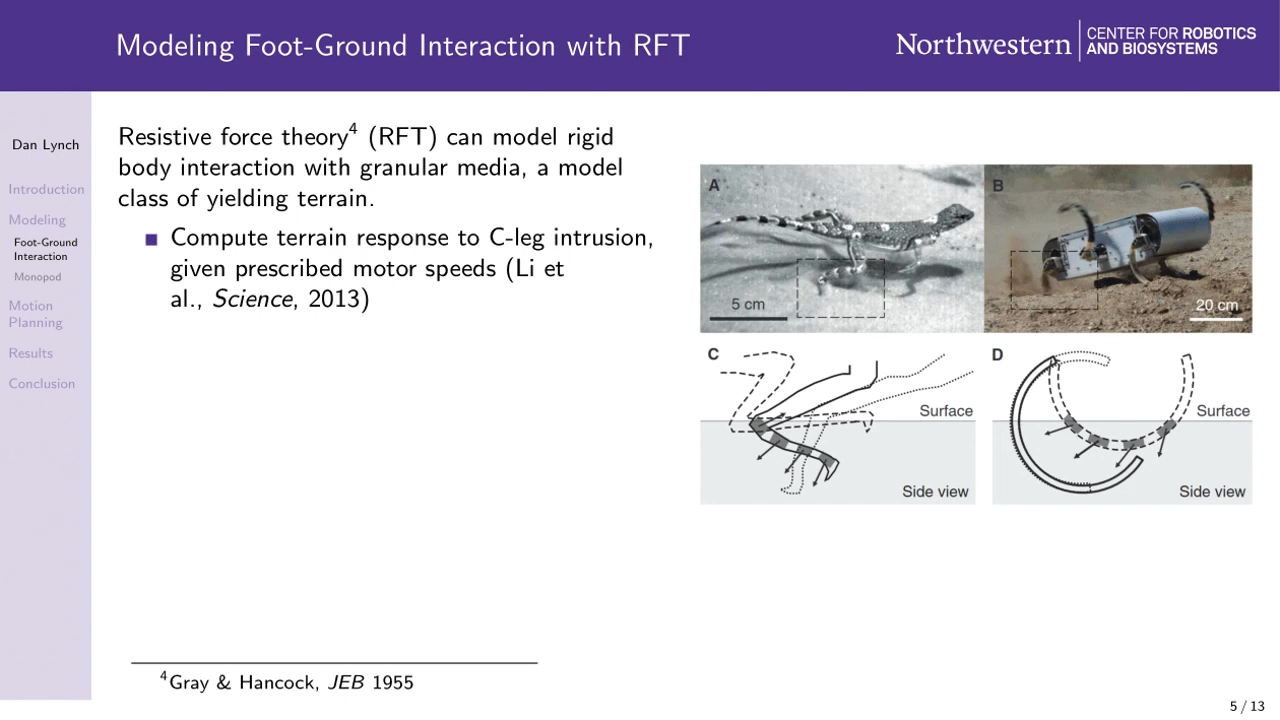 Modeling Foot-Ground Interaction with RFT
Northwestern
CENTER FOR ROBOTICS
AND BIOSYSTEMS
Dan Lynch
Introduction
Modeling
Foot-Ground
Interaction
Monopod
Motion
Planning
Results
Conclusion
Resistive force theory⁴ (RFT) can model rigid
body interaction with granular media, a model
class of yielding terrain.
Compute terrain response to C-leg intrusion,
given prescribed motor speeds (Li et
al., Science, 2013)
A
5 cm
B
20 cm
C
Surface
Side view
D
Surface
Side view
⁴Gray & Hancock, JEB 1955
5 / 13